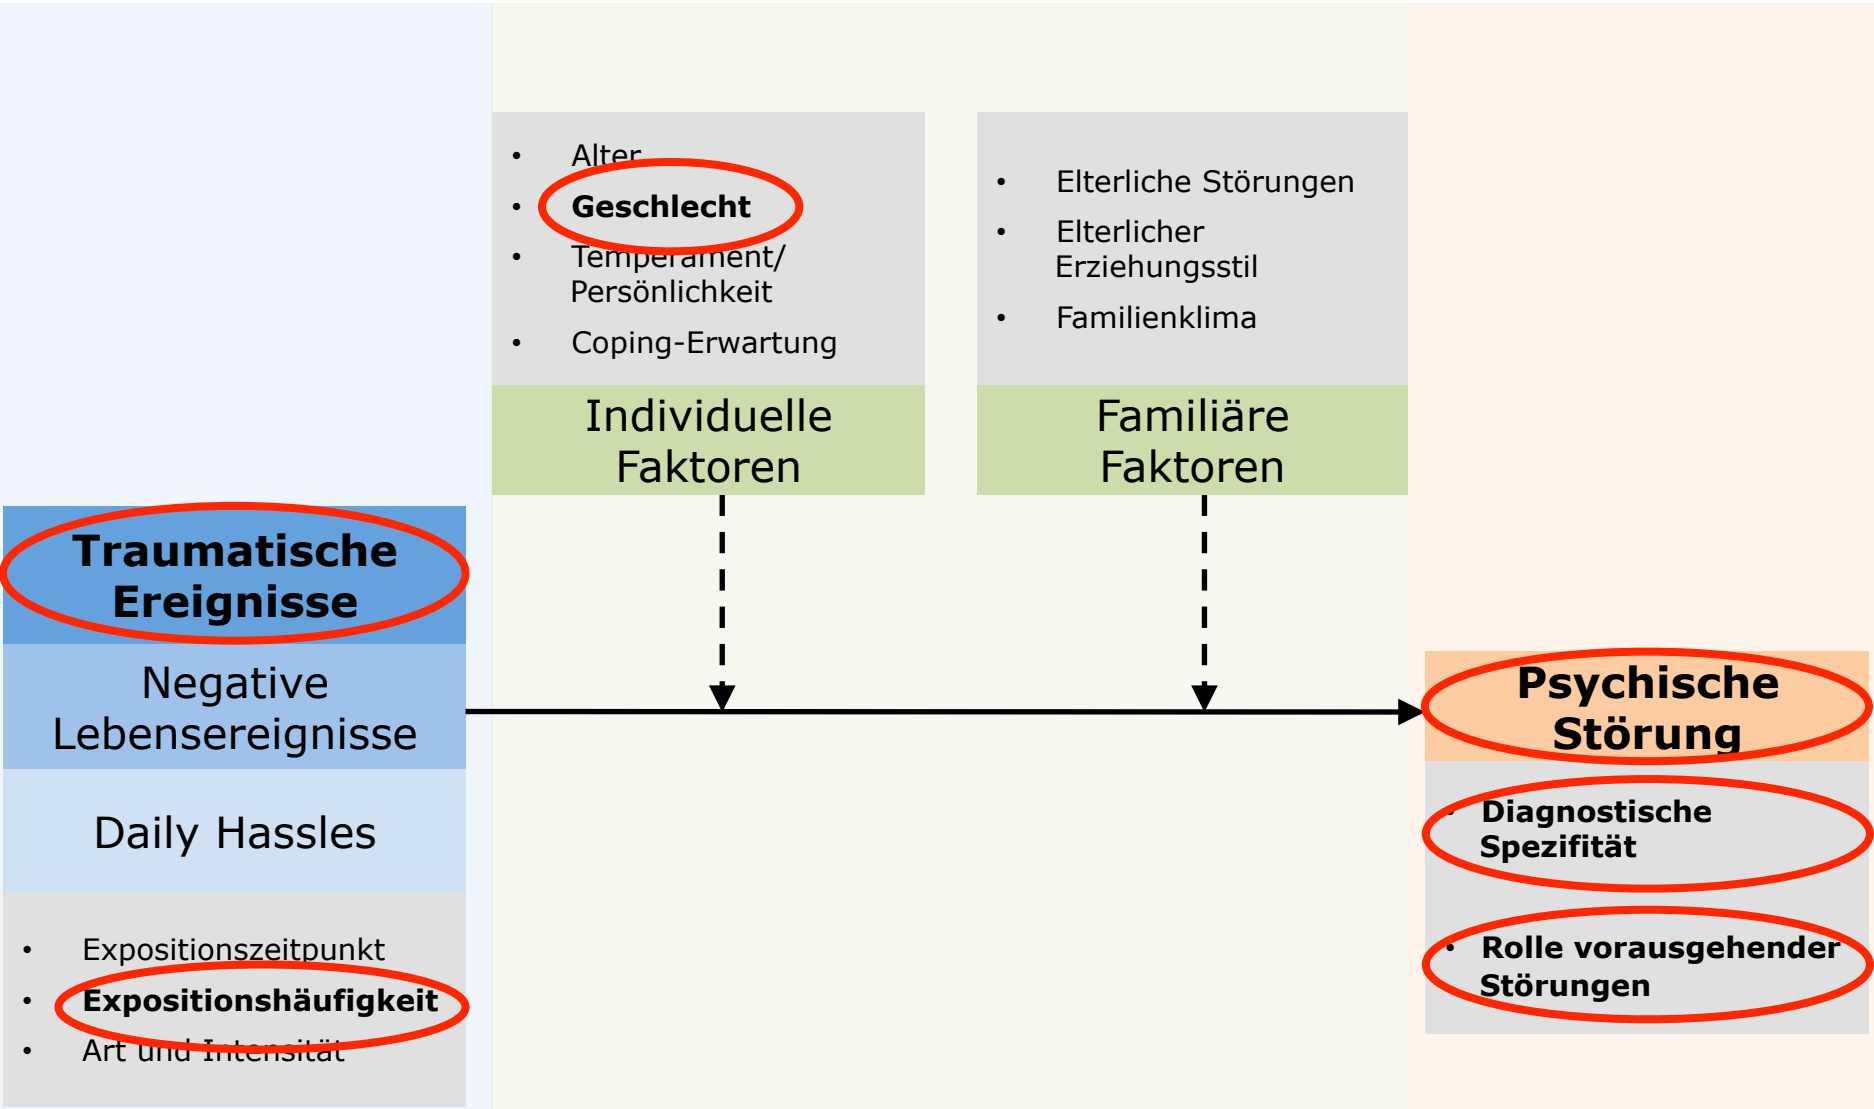 • Alter
• Geschlecht
• Temperament/
Persönlichkeit
• Coping-Erwartung
Individuelle
Faktoren
• Elterliche Störungen
• Elterlicher
Erziehungsstil
• Familienklima
Familiäre
Faktoren
Traumatische
Ereignisse
Negative
Lebensereignisse
Daily Hassles
• Expositionszeitpunkt
• Expositionshäufigkeit
• Art und Intensität
Psychische
Störung
• Diagnostische
Spezifität
• Rolle vorausgehender
Störungen